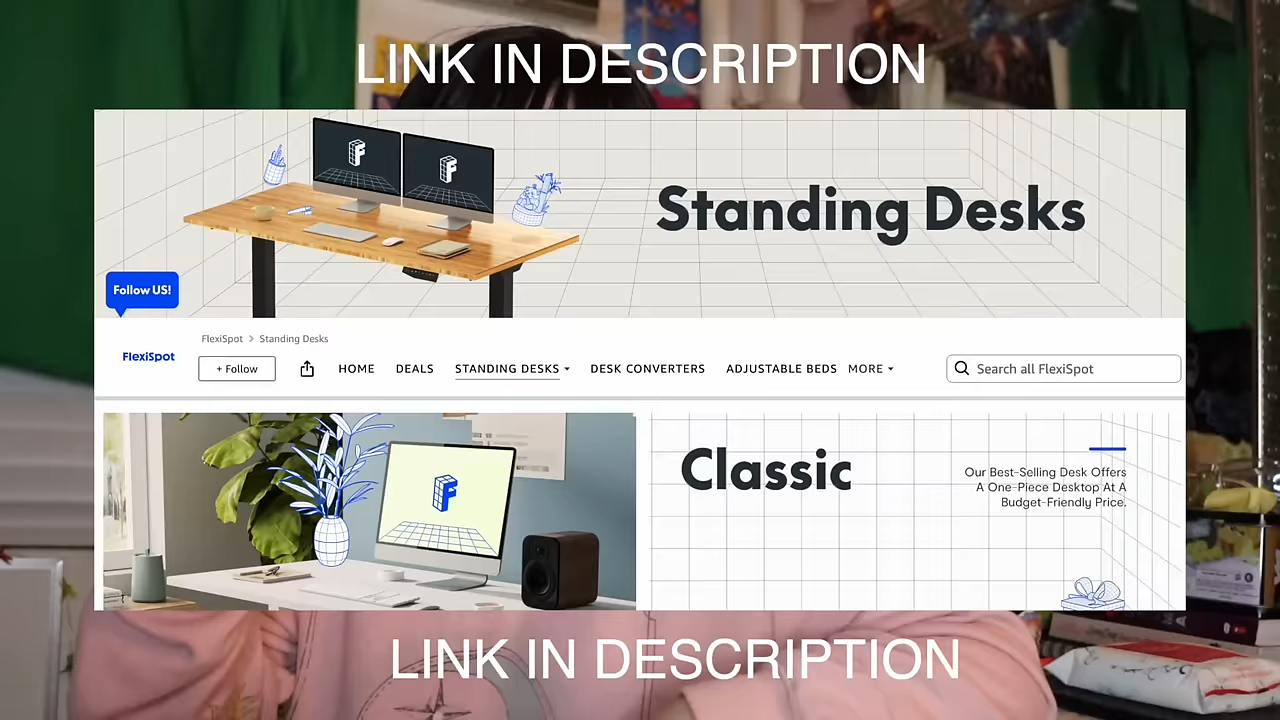 LINK IN DESCRIPTION
Standing Desks
Follow US!
FlexiSpot > Standing Desks
FlexiSpot
+ Follow
HOME
DEALS
STANDING DESKS
DESK CONVERTERS
ADJUSTABLE BEDS
MORE
Search all FlexiSpot
Classic
Our Best-Selling Desk Offers
A One-Piece Desktop At A
Budget-Friendly Price.
LINK IN DESCRIPTION